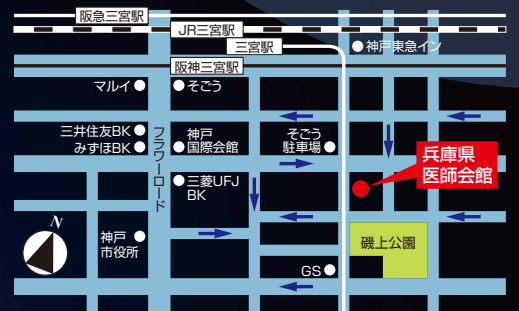 阪急三宮駅
JR三宮駅
三宮駅
神戸東急イン
阪神三宮駅
マルイ
そごう
三井住友BK
みずほBK
フラワーロード
神戸
国際会館
そごう
駐車場
兵庫県
医師会館
三菱UFJ
BK
N
神戸
市役所
磯上公園
GS